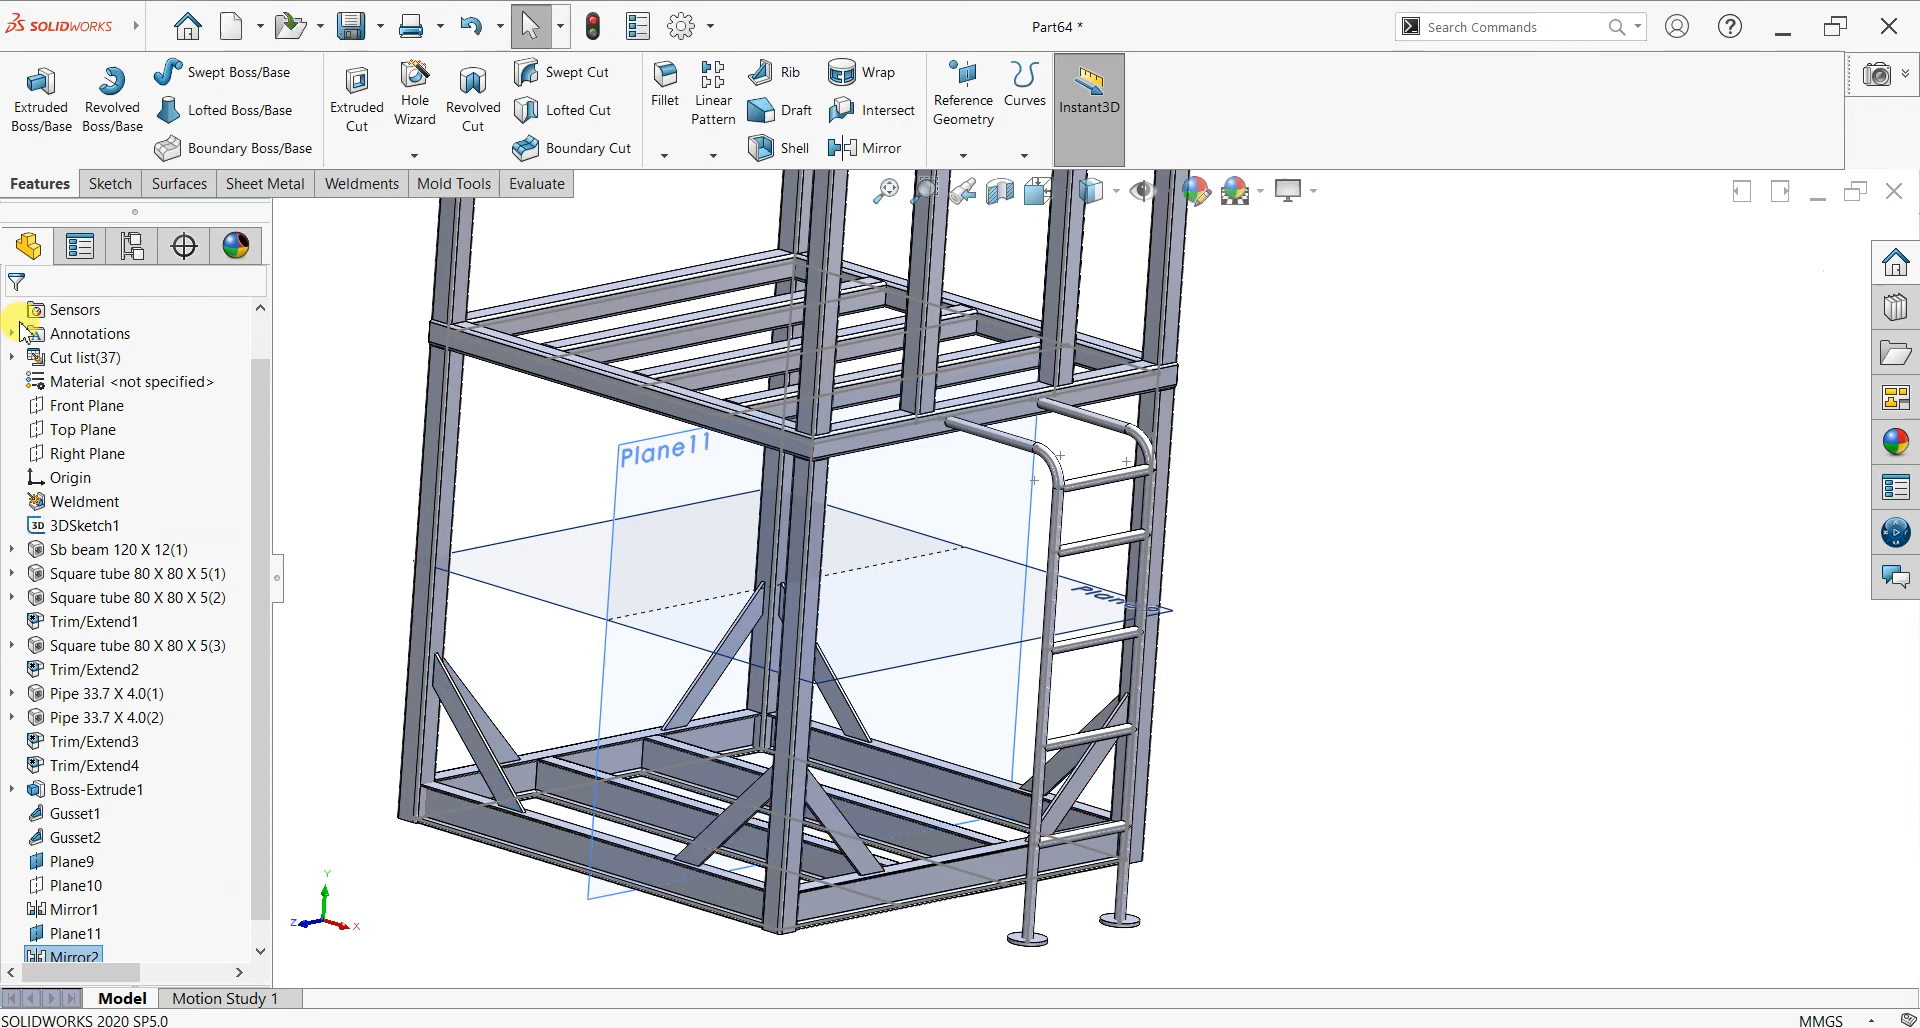 SOLIDWORKS
Part64 *
Search Commands
Extruded Boss/Base
Revolved Boss/Base
Swept Boss/Base
Lofted Boss/Base
Boundary Boss/Base
Extruded Cut
Hole Wizard
Revolved Cut
Swept Cut
Lofted Cut
Boundary Cut
Fillet
Linear Pattern
Rib
Draft
Shell
Wrap
Intersect
Mirror
Reference Geometry
Curves
Instant3D
Features
Sketch
Surfaces
Sheet Metal
Weldments
Mold Tools
Evaluate
Sensors
Annotations
Cut list(37)
Material <not specified>
Front Plane
Top Plane
Right Plane
Origin
Weldment
3D 3DSketch1
Sb beam 120 X 12(1)
Square tube 80 X 80 X 5(1)
Square tube 80 X 80 X 5(2)
Trim/Extend1
Square tube 80 X 80 X 5(3)
Trim/Extend2
Pipe 33.7 X 4.0(1)
Pipe 33.7 X 4.0(2)
Trim/Extend3
Trim/Extend4
Boss-Extrude1
Gusset1
Gusset2
Plane9
Plane10
Mirror1
Plane11
Mirror2
Plane11
Y
Z
X
Model
Motion Study 1
SOLIDWORKS 2020 SP5.0
MMGS